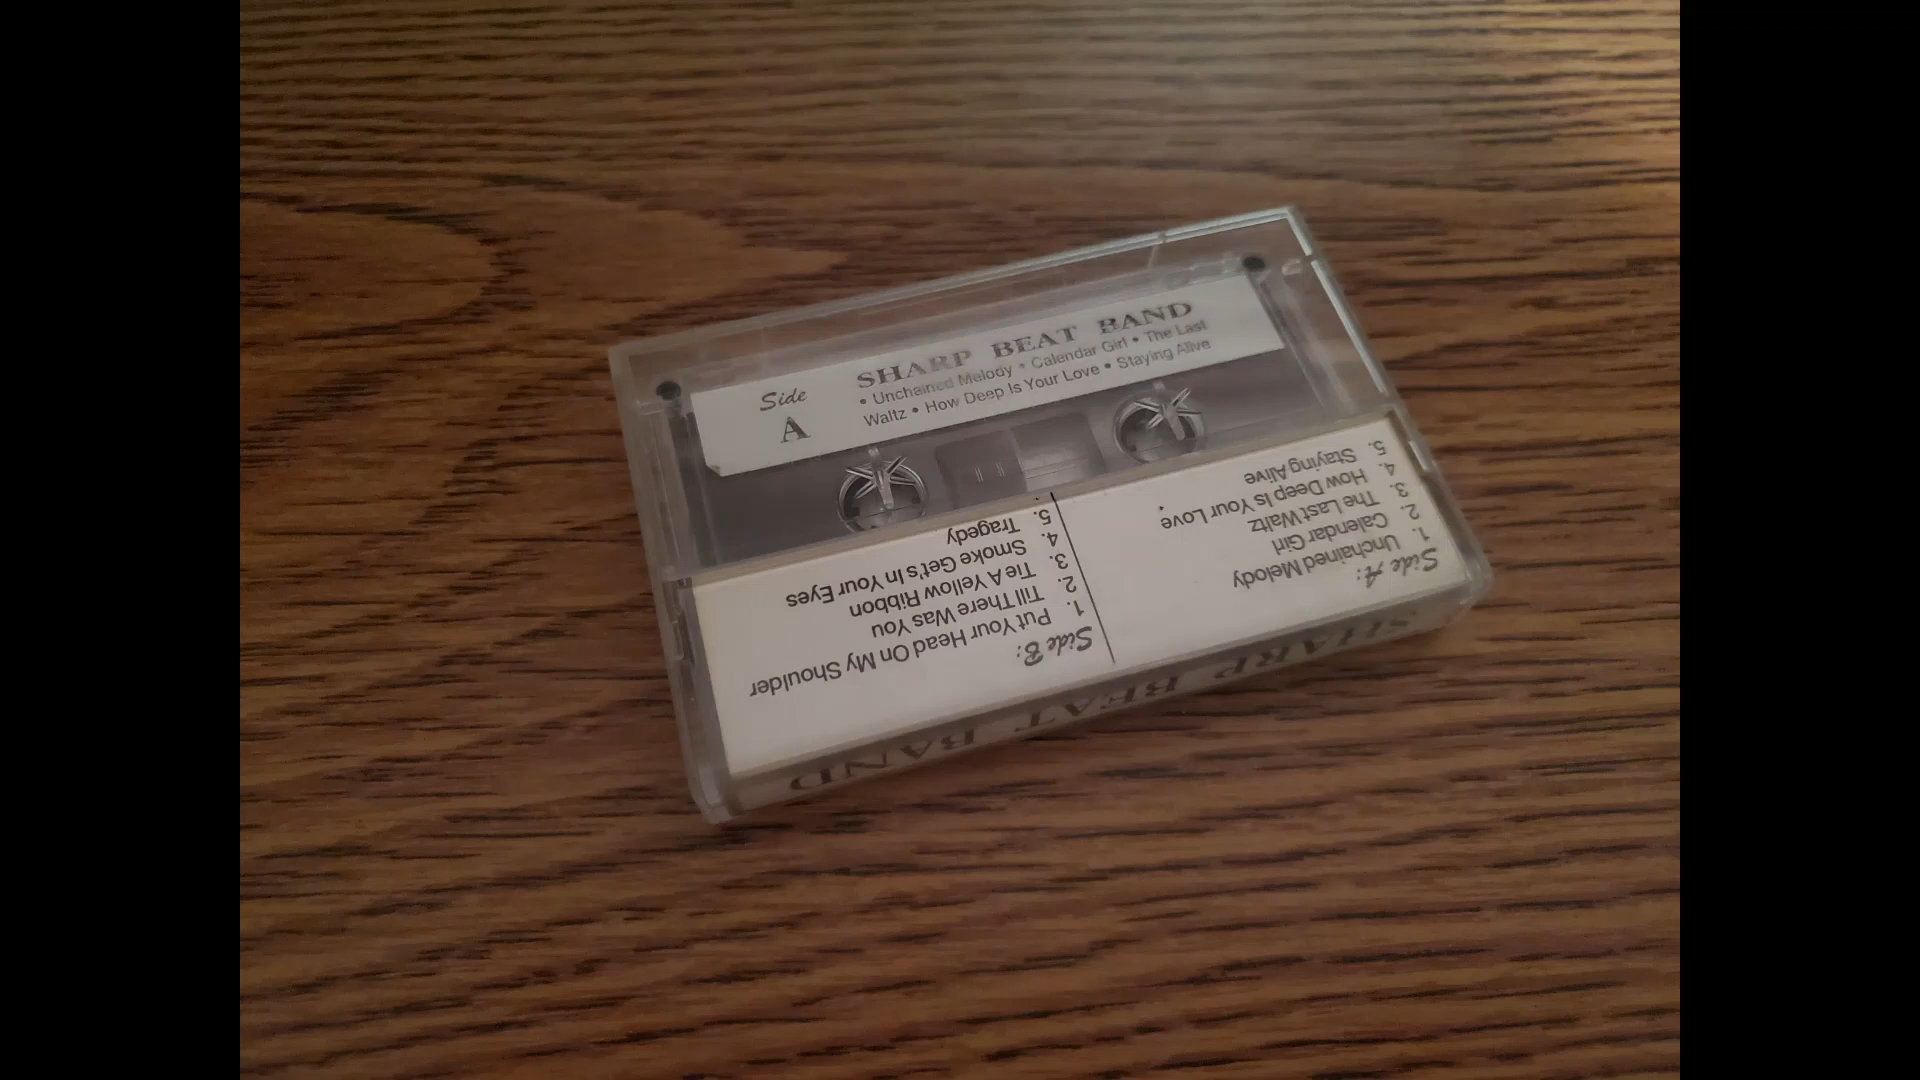 Side
A
SHARP BEAT BAND
• Unchained Melody • Calendar Girl • The Last
Waltz • How Deep Is Your Love • Staying Alive
Side A:
1. Unchained Melody
2. Calendar Girl
3. The Last Waltz
4. How Deep Is Your Love
5. Staying Alive
Side B:
1. Put Your Head On My Shoulder
2. Till There Was You
3. Tie A Yellow Ribbon
4. Smoke Get's In Your Eyes
5. Tragedy
SHARP BEAT BAND